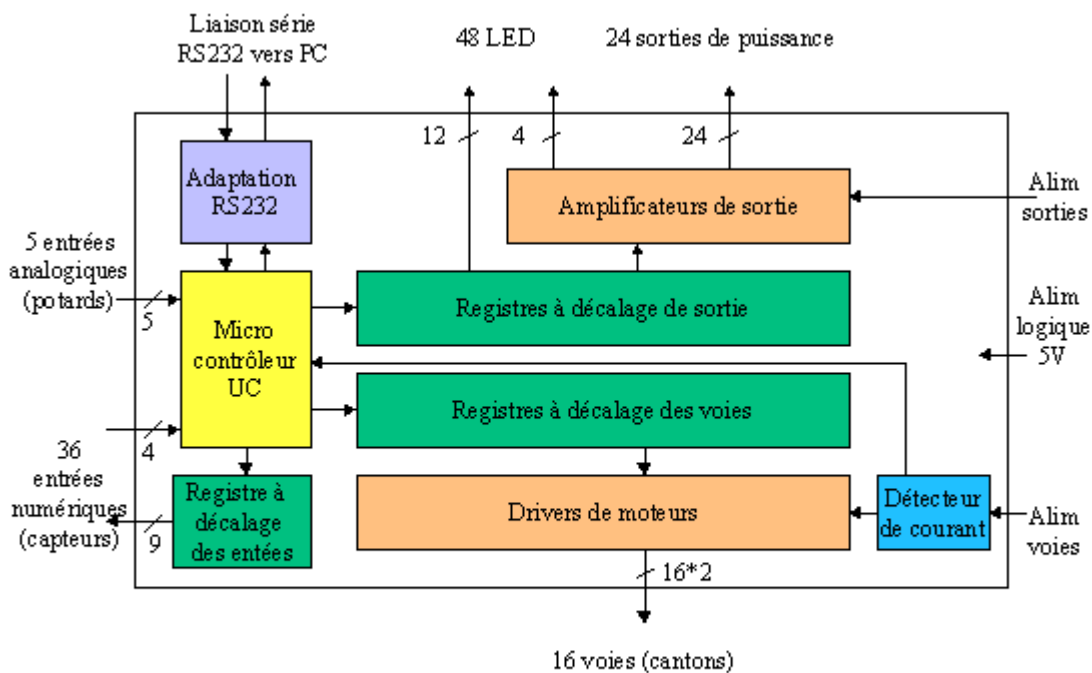 Liaison série
RS232 vers PC
48 LED
24 sorties de puissance
12
4
24
Adaptation
RS232
Amplificateurs de sortie
Alim
sorties
5 entrées
analogiques
(potards)
5
Micro
contrôleur
UC
Registres à décalage de sortie
Alim
logique
5V
Registres à décalage des voies
36
entrées
numériques
(capteurs)
4
9
Registre à
décalage
des entées
Drivers de moteurs
Détecteur
de courant
Alim
voies
16*2
16 voies (cantons)